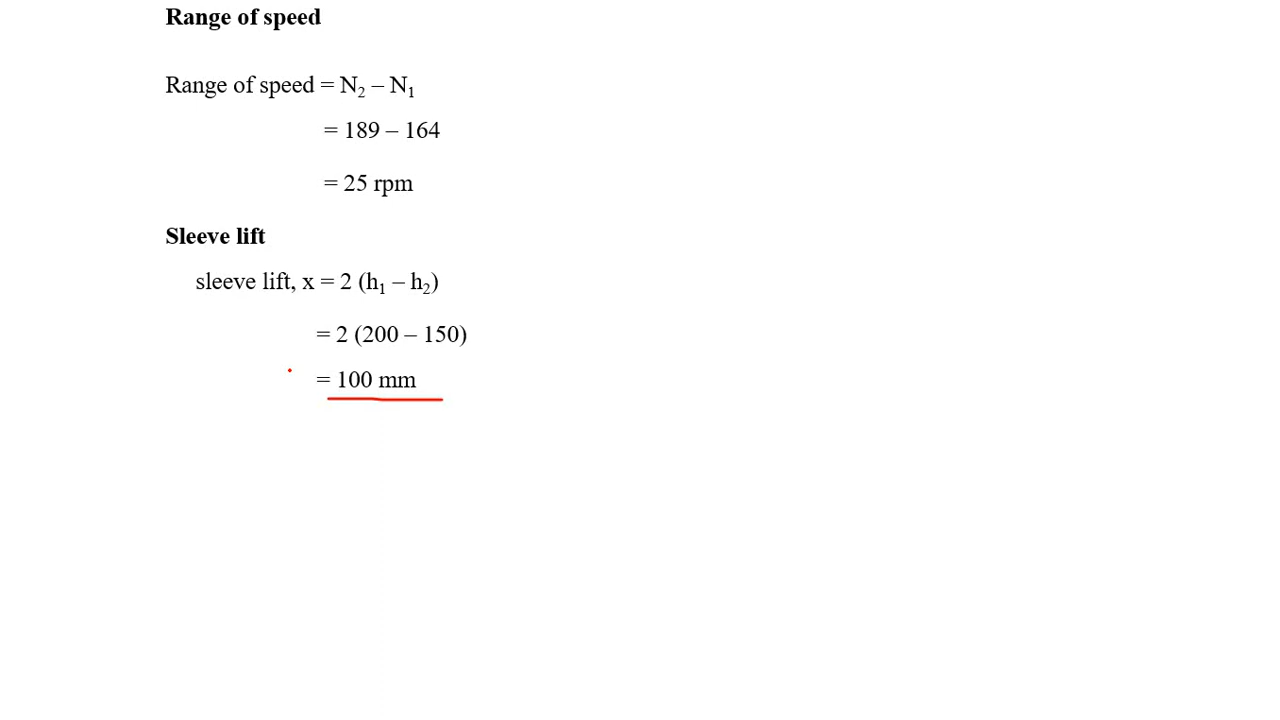 Range of speed
Range of speed = N₂ – N₁
= 189 – 164
= 25 rpm
Sleeve lift
sleeve lift, x = 2 (h₁ – h₂)
= 2 (200 – 150)
= 100 mm